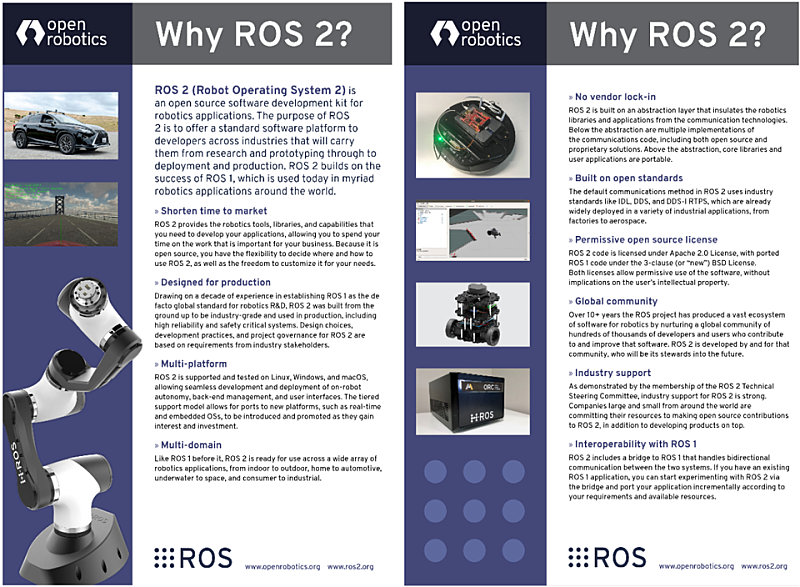 open
robotics
Why ROS 2?
ROS 2 (Robot Operating System 2) is
an open source software development kit for
robotics applications. The purpose of ROS
2 is to offer a standard software platform to
developers across industries that will carry
them from research and prototyping through to
deployment and production. ROS 2 builds on the
success of ROS 1, which is used today in myriad
robotics applications around the world.
» Shorten time to market
ROS 2 provides the robotics tools, libraries, and capabilities that
you need to develop your applications, allowing you to spend your
time on the work that is important for your business. Because it is
open source, you have the flexibility to decide where and how to
use ROS 2, as well as the freedom to customize it for your needs.
» Designed for production
Drawing on a decade of experience in establishing ROS 1 as the de
facto global standard for robotics R&D, ROS 2 was built from the
ground up to be industry-grade and used in production, including
high reliability and safety critical systems. Design choices,
development practices, and project governance for ROS 2 are
based on requirements from industry stakeholders.
» Multi-platform
ROS 2 is supported and tested on Linux, Windows, and macOS,
allowing seamless development and deployment of on-robot
autonomy, back-end management, and user interfaces. The tiered
support model allows for ports to new platforms, such as real-time
and embedded OSs, to be introduced and promoted as they gain
interest and investment.
» Multi-domain
Like ROS 1 before it, ROS 2 is ready for use across a wide array of
robotics applications, from indoor to outdoor, home to automotive,
underwater to space, and consumer to industrial.
H-ROS
ROS
www.openrobotics.org www.ros2.org
open
robotics
Why ROS 2?
» No vendor lock-in
ROS 2 is built on an abstraction layer that insulates the robotics
libraries and applications from the communication technologies.
Below the abstraction are multiple implementations of
the communications code, including both open source and
proprietary solutions. Above the abstraction, core libraries and
user applications are portable.
» Built on open standards
The default communications method in ROS 2 uses industry
standards like IDL, DDS, and DDS-I RTPS, which are already
widely deployed in a variety of industrial applications, from
factories to aerospace.
» Permissive open source license
ROS 2 code is licensed under Apache 2.0 License, with ported
ROS 1 code under the 3-clause (or “new”) BSD License.
Both licenses allow permissive use of the software, without
implications on the user's intellectual property.
» Global community
Over 10+ years the ROS project has produced a vast ecosystem
of software for robotics by nurturing a global community of
hundreds of thousands of developers and users who contribute
to and improve that software. ROS 2 is developed by and for that
community, who will be its stewards into the future.
» Industry support
As demonstrated by the membership of the ROS 2 Technical
Steering Committee, industry support for ROS 2 is strong.
Companies large and small from around the world are
committing their resources to making open source contributions
to ROS 2, in addition to developing products on top.
» Interoperability with ROS 1
ROS 2 includes a bridge to ROS 1 that handles bidirectional
communication between the two systems. If you have an existing
ROS 1 application, you can start experimenting with ROS 2 via
the bridge and port your application incrementally according to
your requirements and available resources.
H-ROS
ROS
www.openrobotics.org www.ros2.org